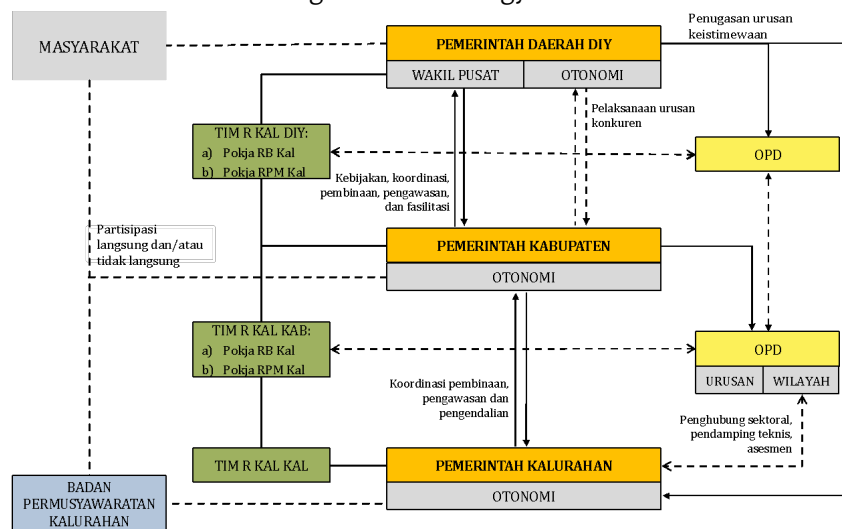 Penugasan urusan
keistimewaan
MASYARAKAT
PEMERINTAH DAERAH DIY
WAKIL PUSAT
OTONOMI
Pelaksanaan urusan
konkuren
TIM R KAL DIY:
a) Pokja RB Kal
b) Pokja RPM Kal
OPD
Kebijakan, koordinasi,
pembinaan, pengawasan,
dan fasilitasi
Partisipasi
langsung dan/atau
tidak langsung
PEMERINTAH KABUPATEN
OTONOMI
TIM R KAL KAB:
a) Pokja RB Kal
b) Pokja RPM Kal
OPD
URUSAN
WILAYAH
Koordinasi pembinaan,
pengawasan dan
pengendalian
Penghubung sektoral,
pendamping teknis,
asesmen
TIM R KAL KAL
PEMERINTAH KALURAHAN
OTONOMI
BADAN
PERMUSYAWARATAN
KALURAHAN